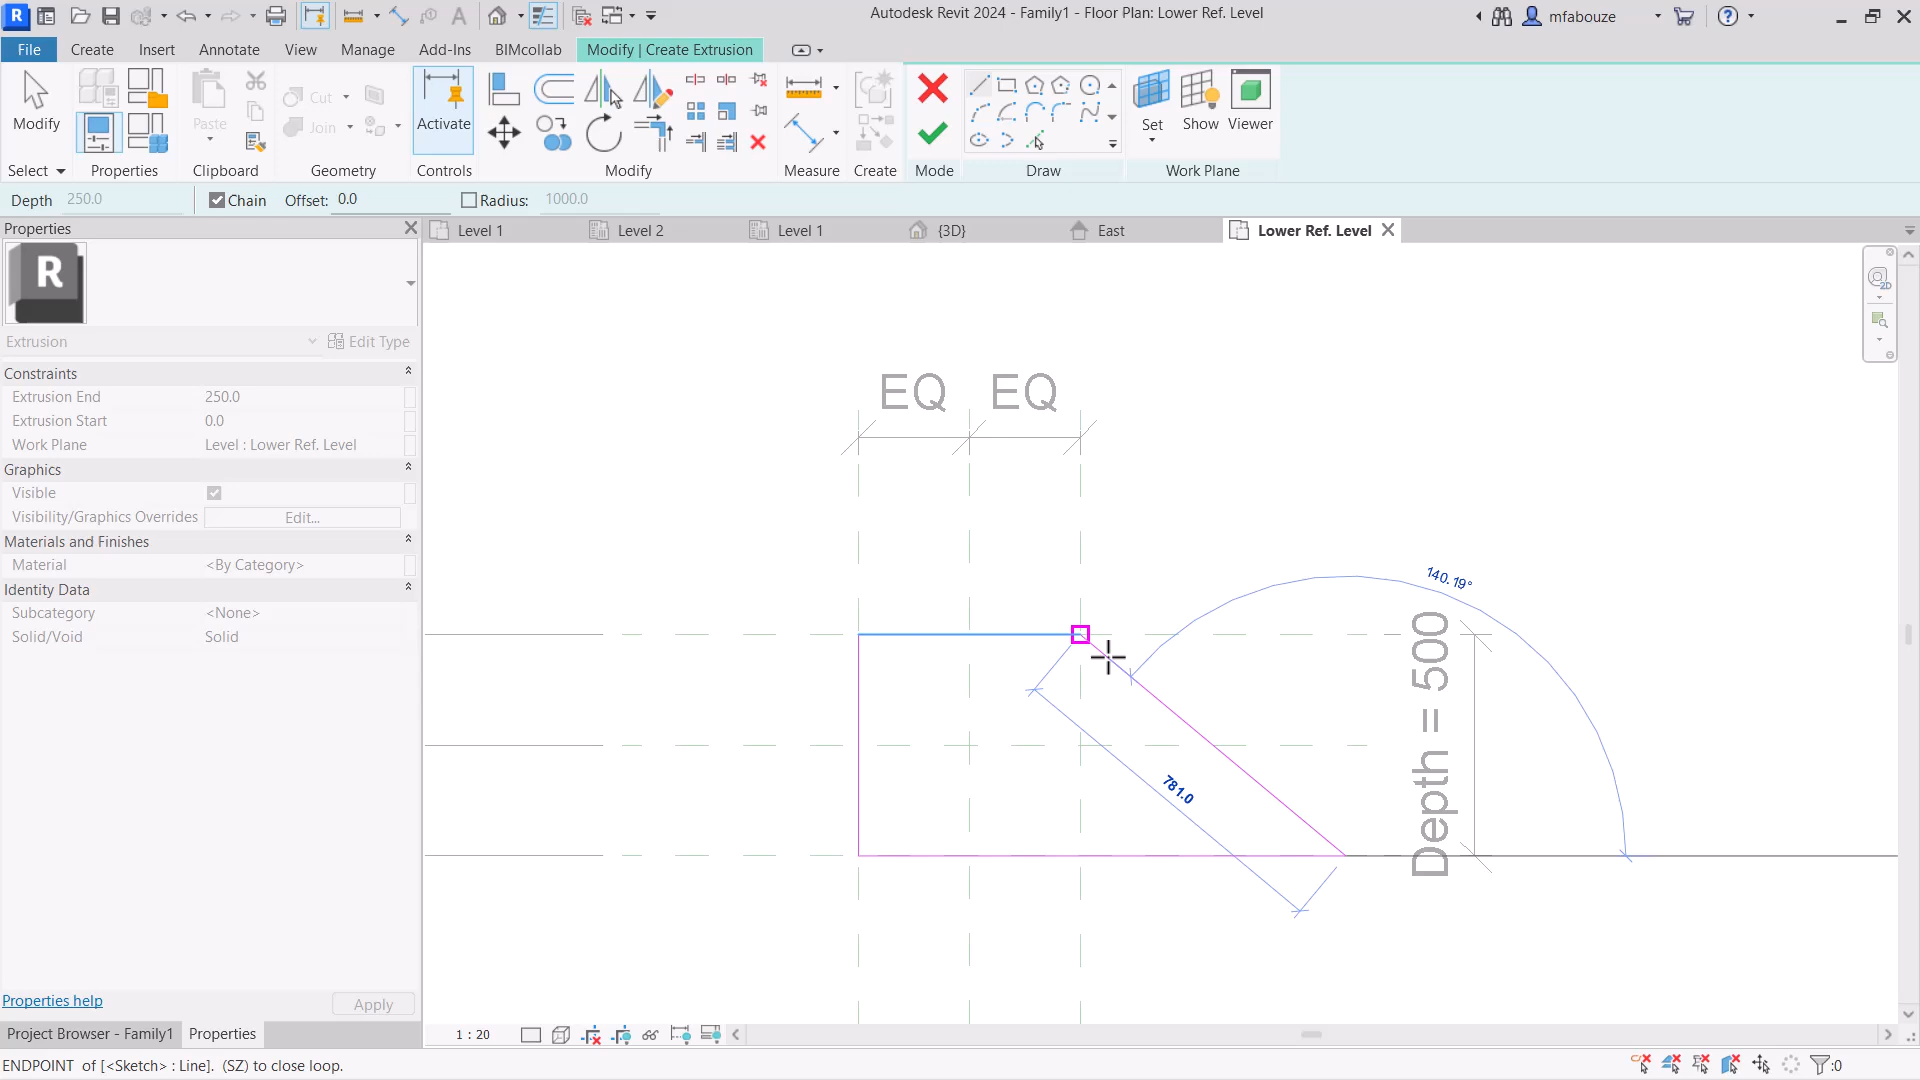 Autodesk Revit 2024 - Family1 - Floor Plan: Lower Ref. Level
mfabouze
File Create Insert Annotate View Manage Add-Ins BIMcollab Modify | Create Extrusion
Modify
Paste
Cut
Join
Activate
Set Show Viewer
Select Properties Clipboard Geometry Controls Modify Measure Create Mode Draw Work Plane
Depth 250.0 Chain Offset: 0.0 Radius: 1000.0
Properties
Level 1 Level 2 Level 1 {3D} East Lower Ref. Level
R
2D
Extrusion Edit Type
Constraints
Extrusion End 250.0
Extrusion Start 0.0
Work Plane Level : Lower Ref. Level
Graphics
Visible
Visibility/Graphics Overrides Edit...
Materials and Finishes
Material <By Category>
Identity Data
Subcategory <None>
Solid/Void Solid
EQ EQ
140.19°
Depth = 500
781.0
Properties help Apply
Project Browser - Family1 Properties
1 : 20
ENDPOINT of [<Sketch> : Line]. (SZ) to close loop.
:0